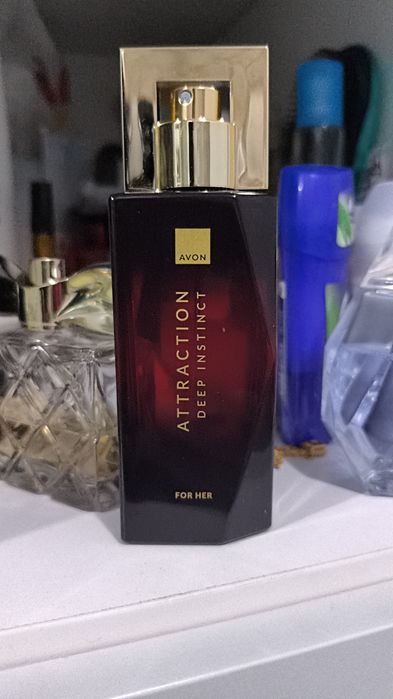 AVON
ATTRACTION
DEEP INSTINCT
FOR HER